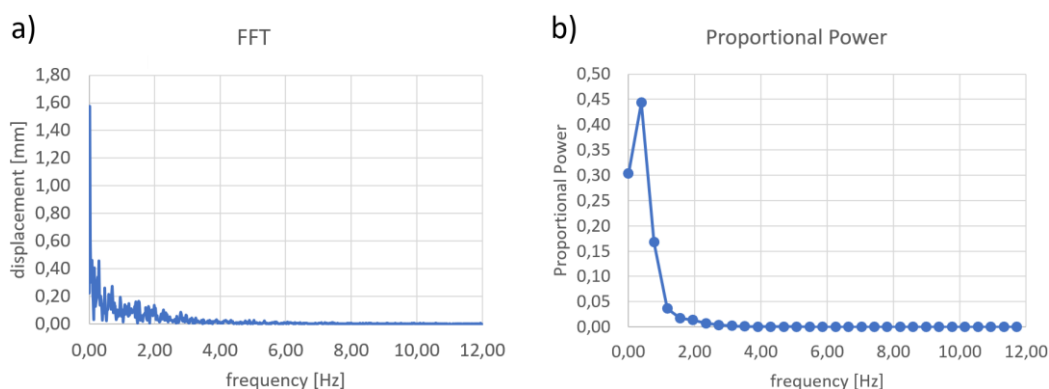 a)
FFT
displacement [mm]
1,80
1,60
1,40
1,20
1,00
0,80
0,60
0,40
0,20
0,00
0,00 2,00 4,00 6,00 8,00 10,00 12,00
frequency [Hz]
b)
Proportional Power
Proportional Power
0,50
0,45
0,40
0,35
0,30
0,25
0,20
0,15
0,10
0,05
0,00
0,00 2,00 4,00 6,00 8,00 10,00 12,00
frequency [Hz]